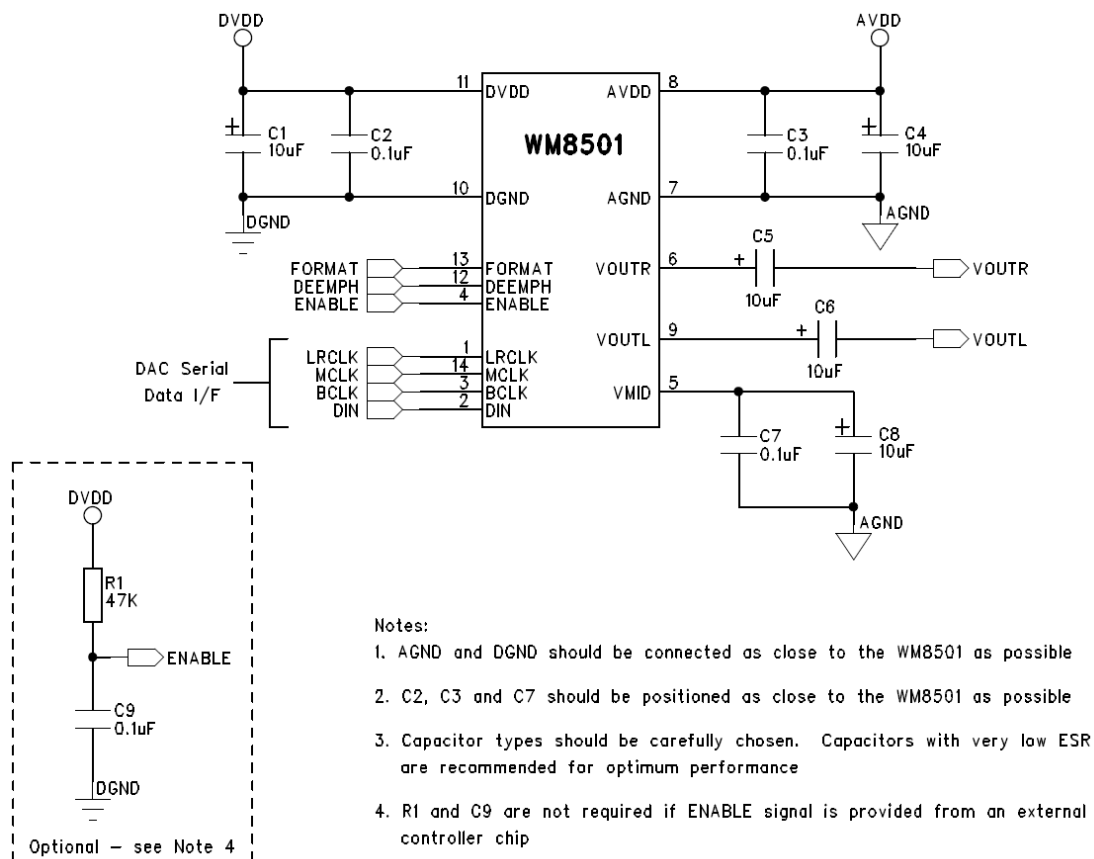 DVDD
AVDD
11 DVDD
AVDD 8
WM8501
+ C1 10uF
C2 0.1uF
C3 0.1uF
+ C4 10uF
10 DGND
AGND 7
DGND
AGND
FORMAT 13 FORMAT
DEEMPH 12 DEEMPH
ENABLE 4 ENABLE
VOUTR 6
+ C5 10uF
VOUTR
VOUTL 9
+ C6 10uF
VOUTL
DAC Serial
Data I/F
LRCLK 1 LRCLK
MCLK 14 MCLK
BCLK 3 BCLK
DIN 2 DIN
VMID 5
C7 0.1uF
+ C8 10uF
AGND
DVDD
R1
47K
ENABLE
C9
0.1uF
DGND
Optional – see Note 4
Notes:
1. AGND and DGND should be connected as close to the WM8501 as possible
2. C2, C3 and C7 should be positioned as close to the WM8501 as possible
3. Capacitor types should be carefully chosen. Capacitors with very low ESR
are recommended for optimum performance
4. R1 and C9 are not required if ENABLE signal is provided from an external
controller chip